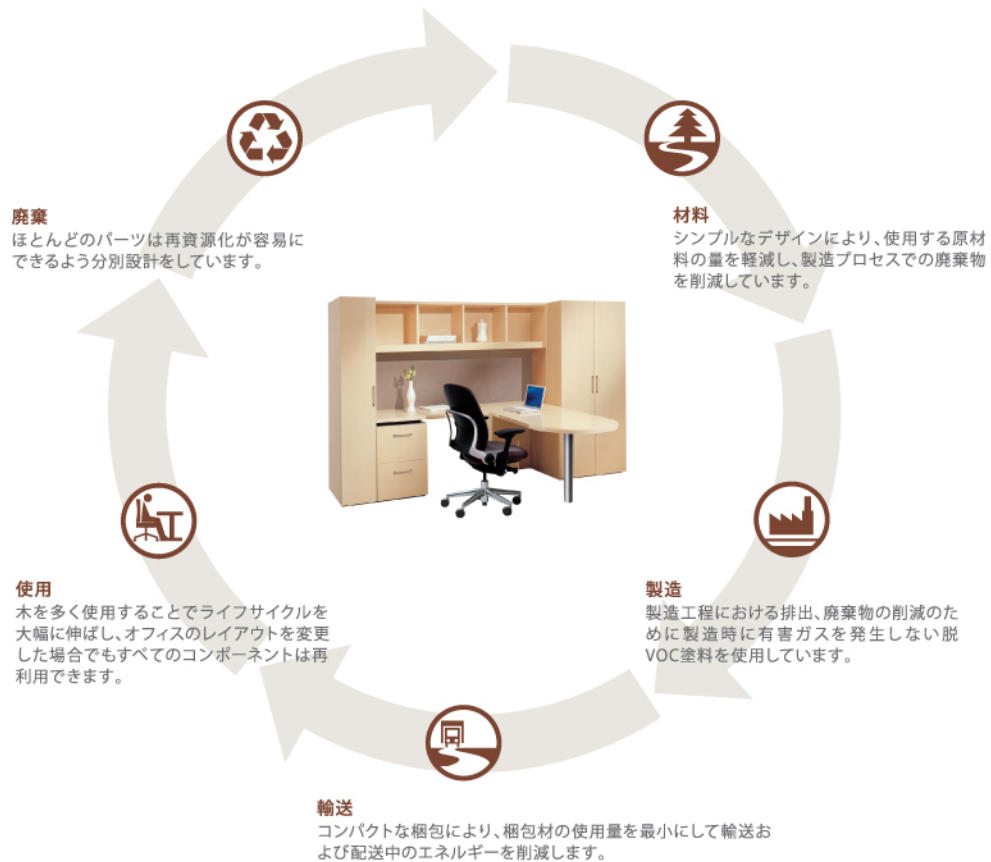 材料
シンプルなデザインにより、使用する原材
料の量を軽減し、製造プロセスでの廃棄物
を削減しています。
製造
製造工程における排出、廃棄物の削減のた
めに製造時に有害ガスを発生しない脱
VOC塗料を使用しています。
輸送
コンパクトな梱包により、梱包材の使用量を最小にして輸送お
よび配送中のエネルギーを削減します。
使用
木を多く使用することでライフサイクルを
大幅に伸ばし、オフィスのレイアウトを変更
した場合でもすべてのコンポーネントは再
利用できます。
廃棄
ほとんどのパーツは再資源化が容易に
できるよう分別設計をしています。